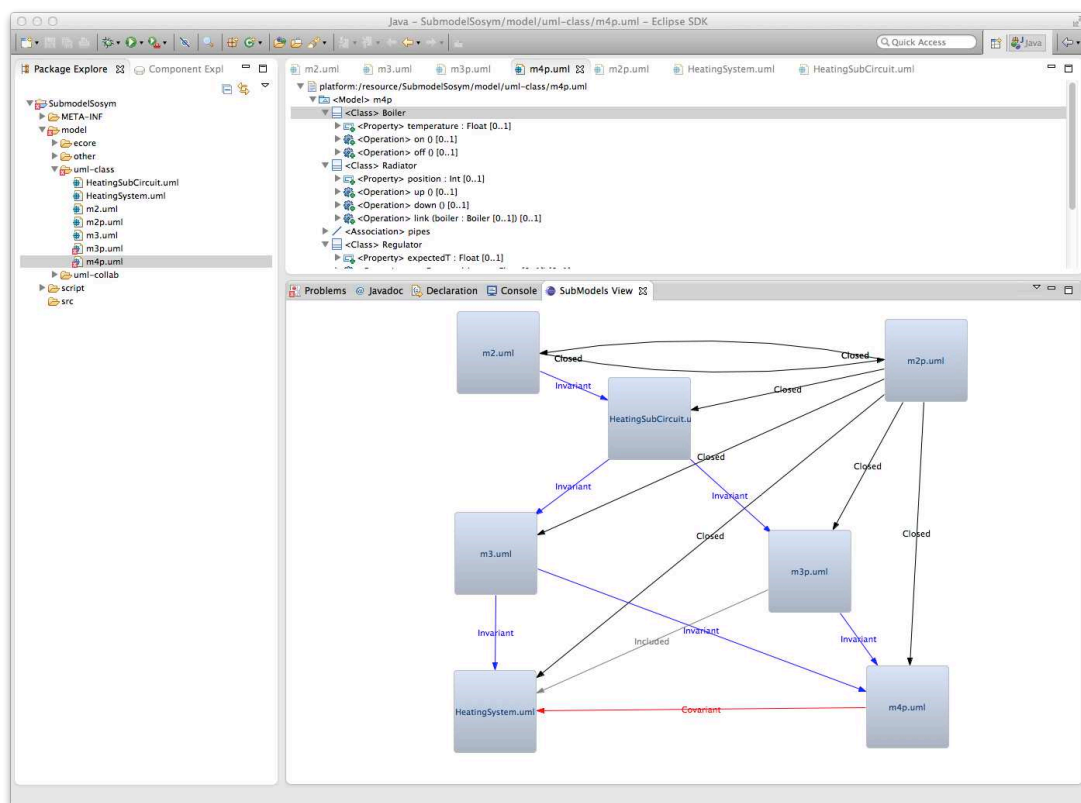 Java – SubmodelSosym/model/uml-class/m4p.uml – Eclipse SDK
Quick Access
Java
Package Explore
Component Expl
SubmodelSosym
META-INF
model
ecore
other
uml-class
HeatingSubCircuit.uml
HeatingSystem.uml
m2.uml
m2p.uml
m3.uml
m3p.uml
m4p.uml
uml-collab
script
src
m2.uml
m3.uml
m3p.uml
m4p.uml
m2p.uml
HeatingSystem.uml
HeatingSubCircuit.uml
platform:/resource/SubmodelSosym/model/uml-class/m4p.uml
<Model> m4p
<Class> Boiler
<Property> temperature : Float [0..1]
<Operation> on () [0..1]
<Operation> off () [0..1]
<Class> Radiator
<Property> position : Int [0..1]
<Operation> up () [0..1]
<Operation> down () [0..1]
<Operation> link (boiler : Boiler [0..1]) [0..1]
<Association> pipes
<Class> Regulator
<Property> expectedT : Float [0..1]
Problems
@ Javadoc
Declaration
Console
SubModels View
m2.uml
Closed
Closed
m2p.uml
Invariant
Closed
HeatingSubCircuit.u
Closed
Closed
Invariant
Invariant
m3.uml
Closed
Closed
m3p.uml
Invariant
Included
Invariant
Invariant
HeatingSystem.uml
Covariant
m4p.uml